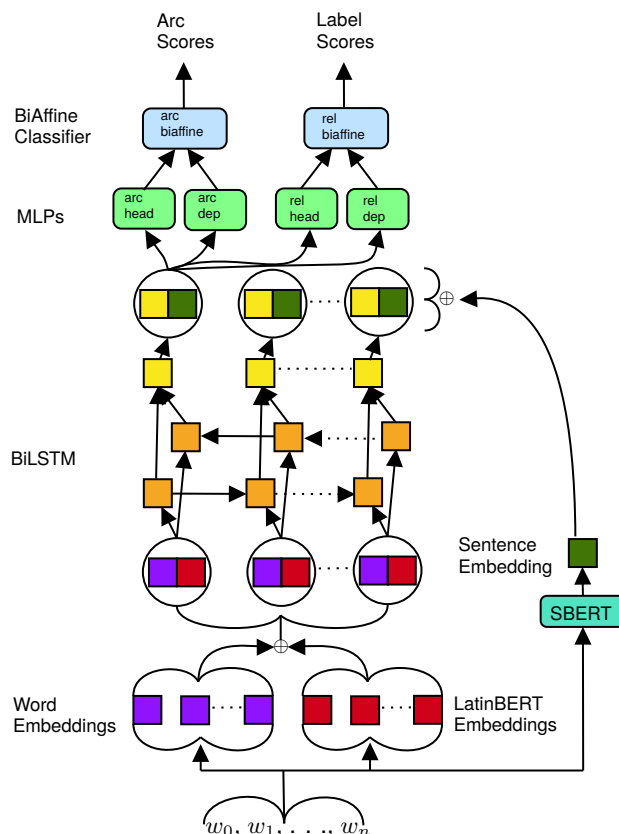 Arc
Scores
Label
Scores
BiAffine
Classifier
arc
biaffine
rel
biaffine
MLPs
arc
head
arc
dep
rel
head
rel
dep
⊕
BiLSTM
Sentence
Embedding
SBERT
⊕
Word
Embeddings
LatinBERT
Embeddings
w₀, w₁, . . ., wₙ